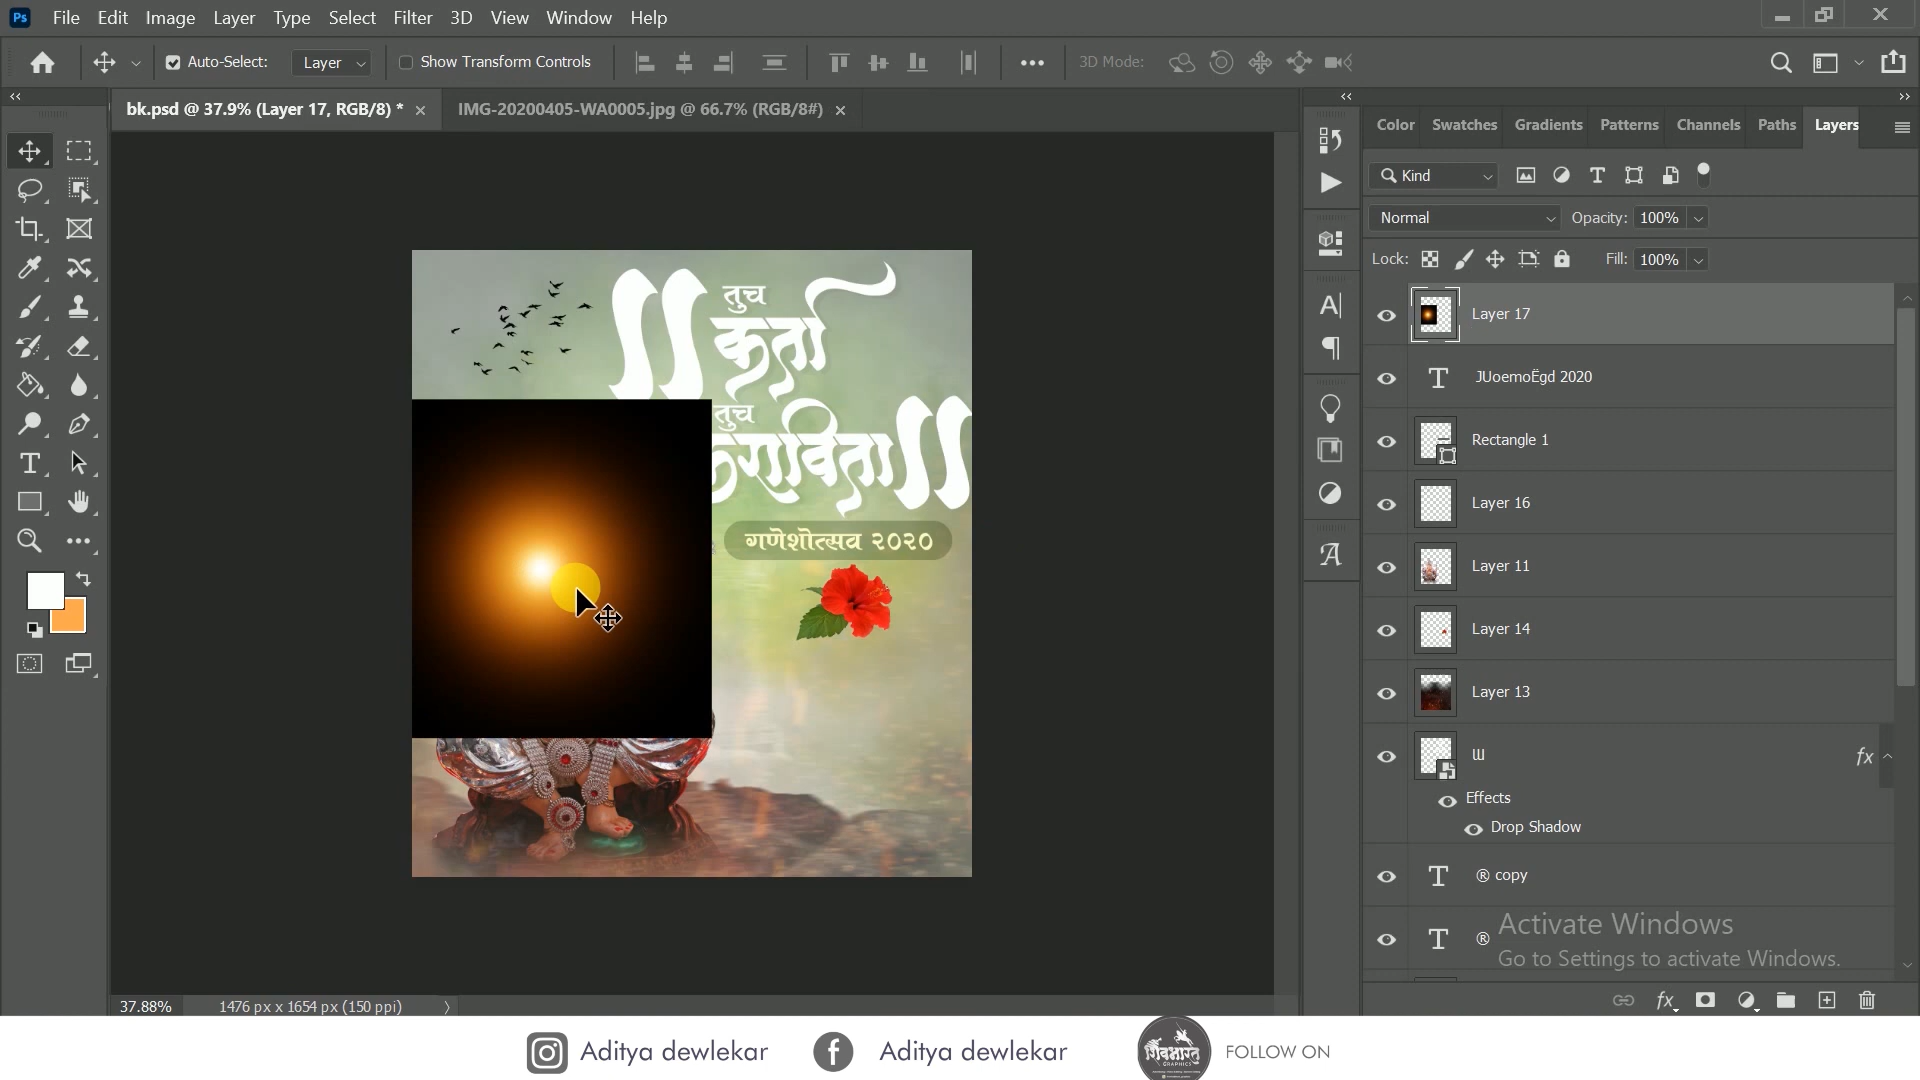 Ps File Edit Image Layer Type Select Filter 3D View Window Help
Auto-Select: Layer Show Transform Controls 3D Mode:
bk.psd @ 37.9% (Layer 17, RGB/8) * IMG-20200405-WA0005.jpg @ 66.7% (RGB/8#)
Color Swatches Gradients Patterns Channels Paths Layers
Kind
Normal Opacity: 100%
Lock: Fill: 100%
Layer 17
JUoemoËgd 2020
Rectangle 1
Layer 16
Layer 11
Layer 14
Layer 13
Effects
Drop Shadow
® copy
®
Activate Windows
Go to Settings to activate Windows.
॥ तुच
कर्ता
तुच
करविता ॥
गणेशोत्सव २०२०
37.88% 1476 px x 1654 px (150 ppi)
Aditya dewlekar Aditya dewlekar शिवभारत GRAPHICS FOLLOW ON